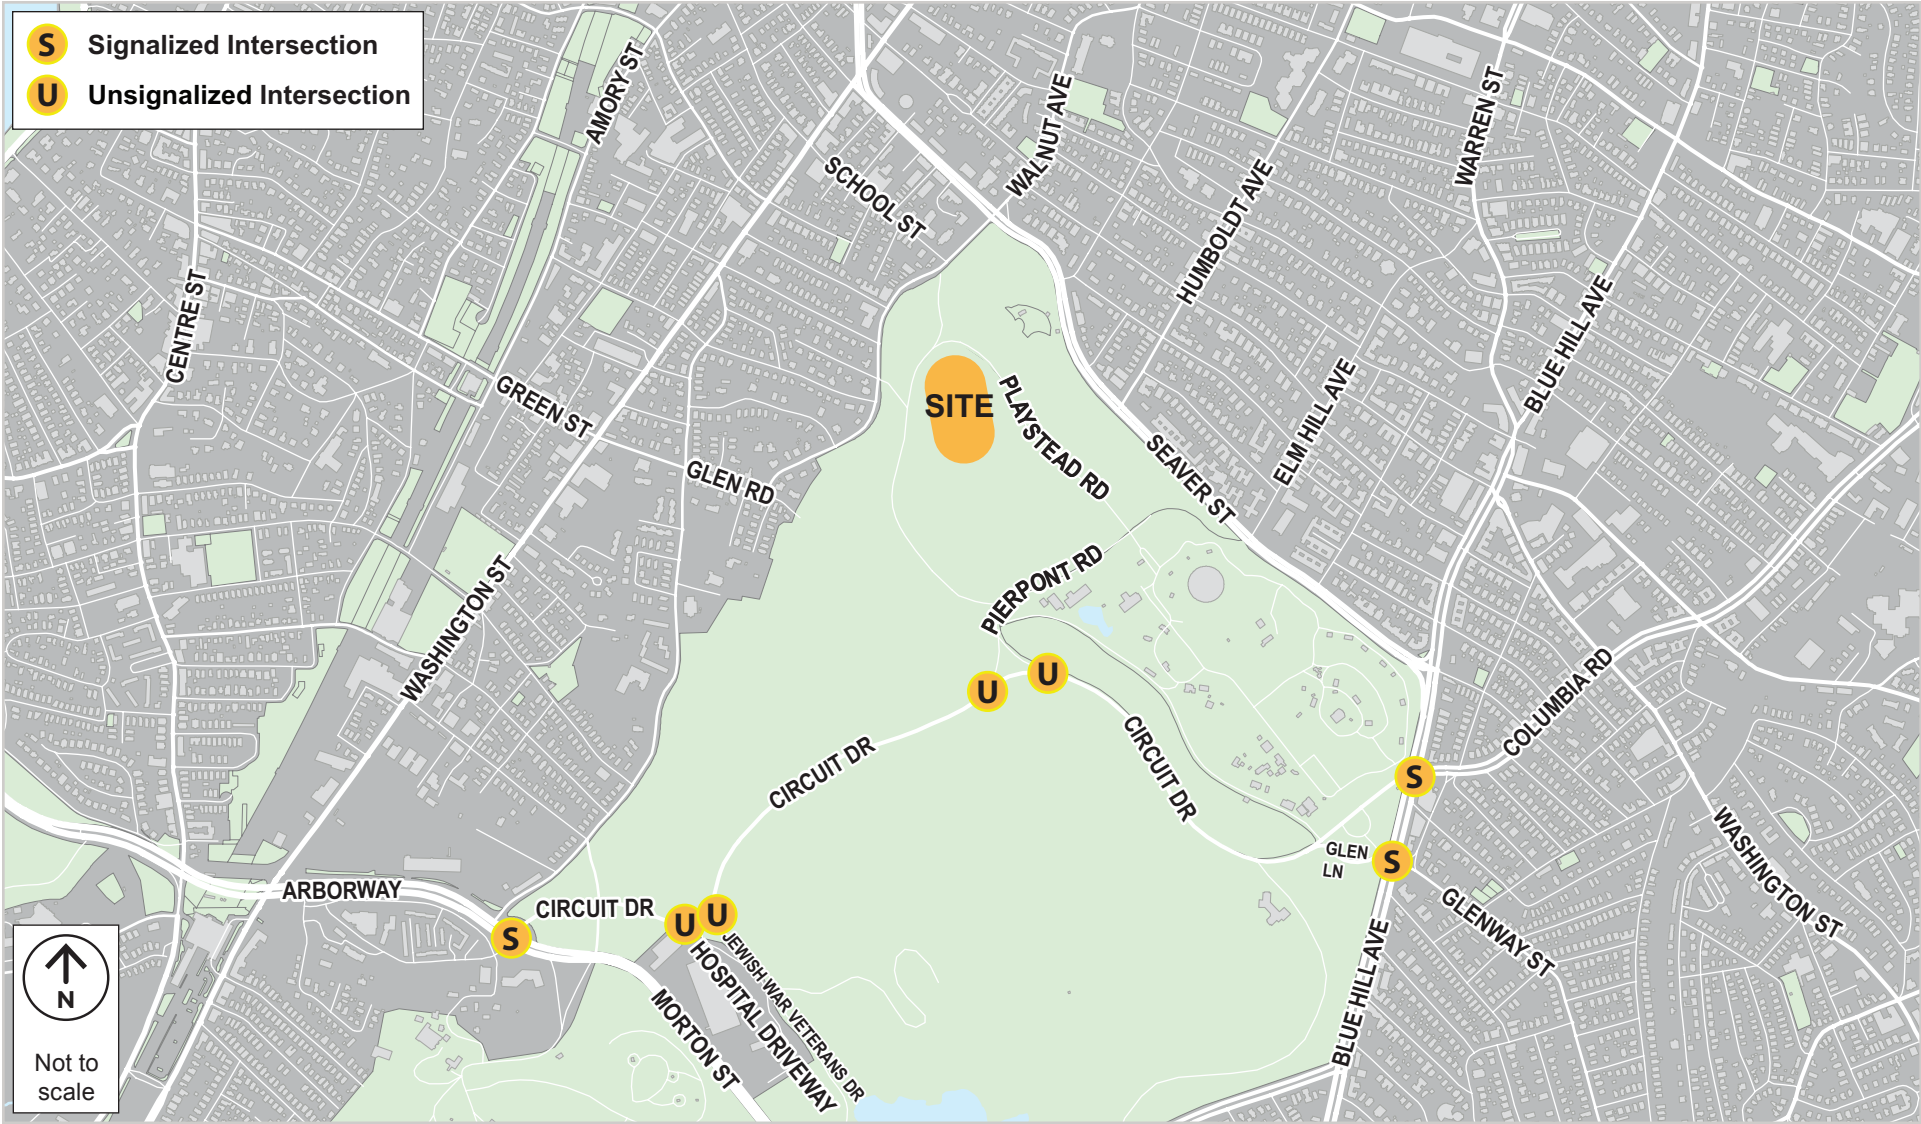 S Signalized Intersection
U Unsignalized Intersection
AMORY ST
WALNUT AVE
WARREN ST
SCHOOL ST
HUMBOLDT AVE
CENTRE ST
BLUE HILL AVE
GREEN ST
SITE
PLAYSTEAD RD
ELM HILL AVE
SEAVER ST
GLEN RD
WASHINGTON ST
PIERPONT RD
U
U
COLUMBIA RD
CIRCUIT DR
CIRCUIT DR
S
GLEN
LN
S
WASHINGTON ST
ARBORWAY
CIRCUIT DR
S
U
U
GLENWAY ST
JEWISH WAR VETERANS DR
HOSPITAL DRIVEWAY
MORTON ST
BLUE HILL AVE
N
Not to
scale